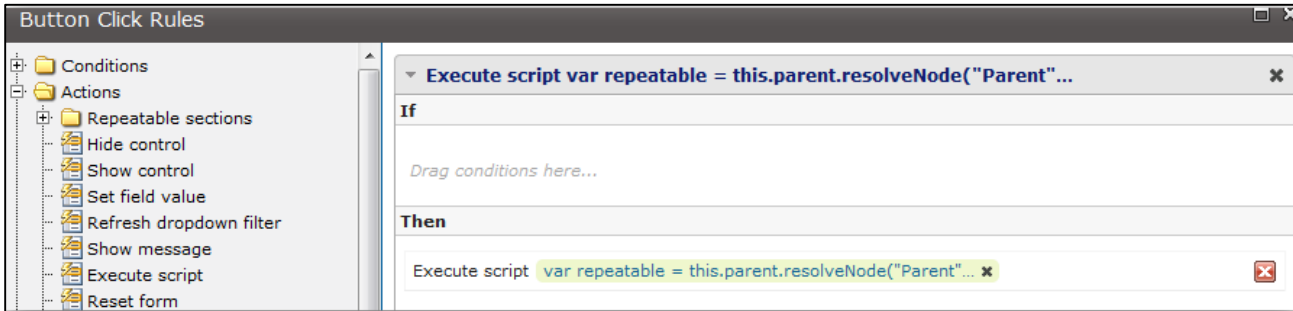 Button Click Rules
Conditions
Actions
Repeatable sections
Hide control
Show control
Set field value
Refresh dropdown filter
Show message
Execute script
Reset form
Execute script var repeatable = this.parent.resolveNode("Parent"...
If
Drag conditions here...
Then
Execute script var repeatable = this.parent.resolveNode("Parent"...